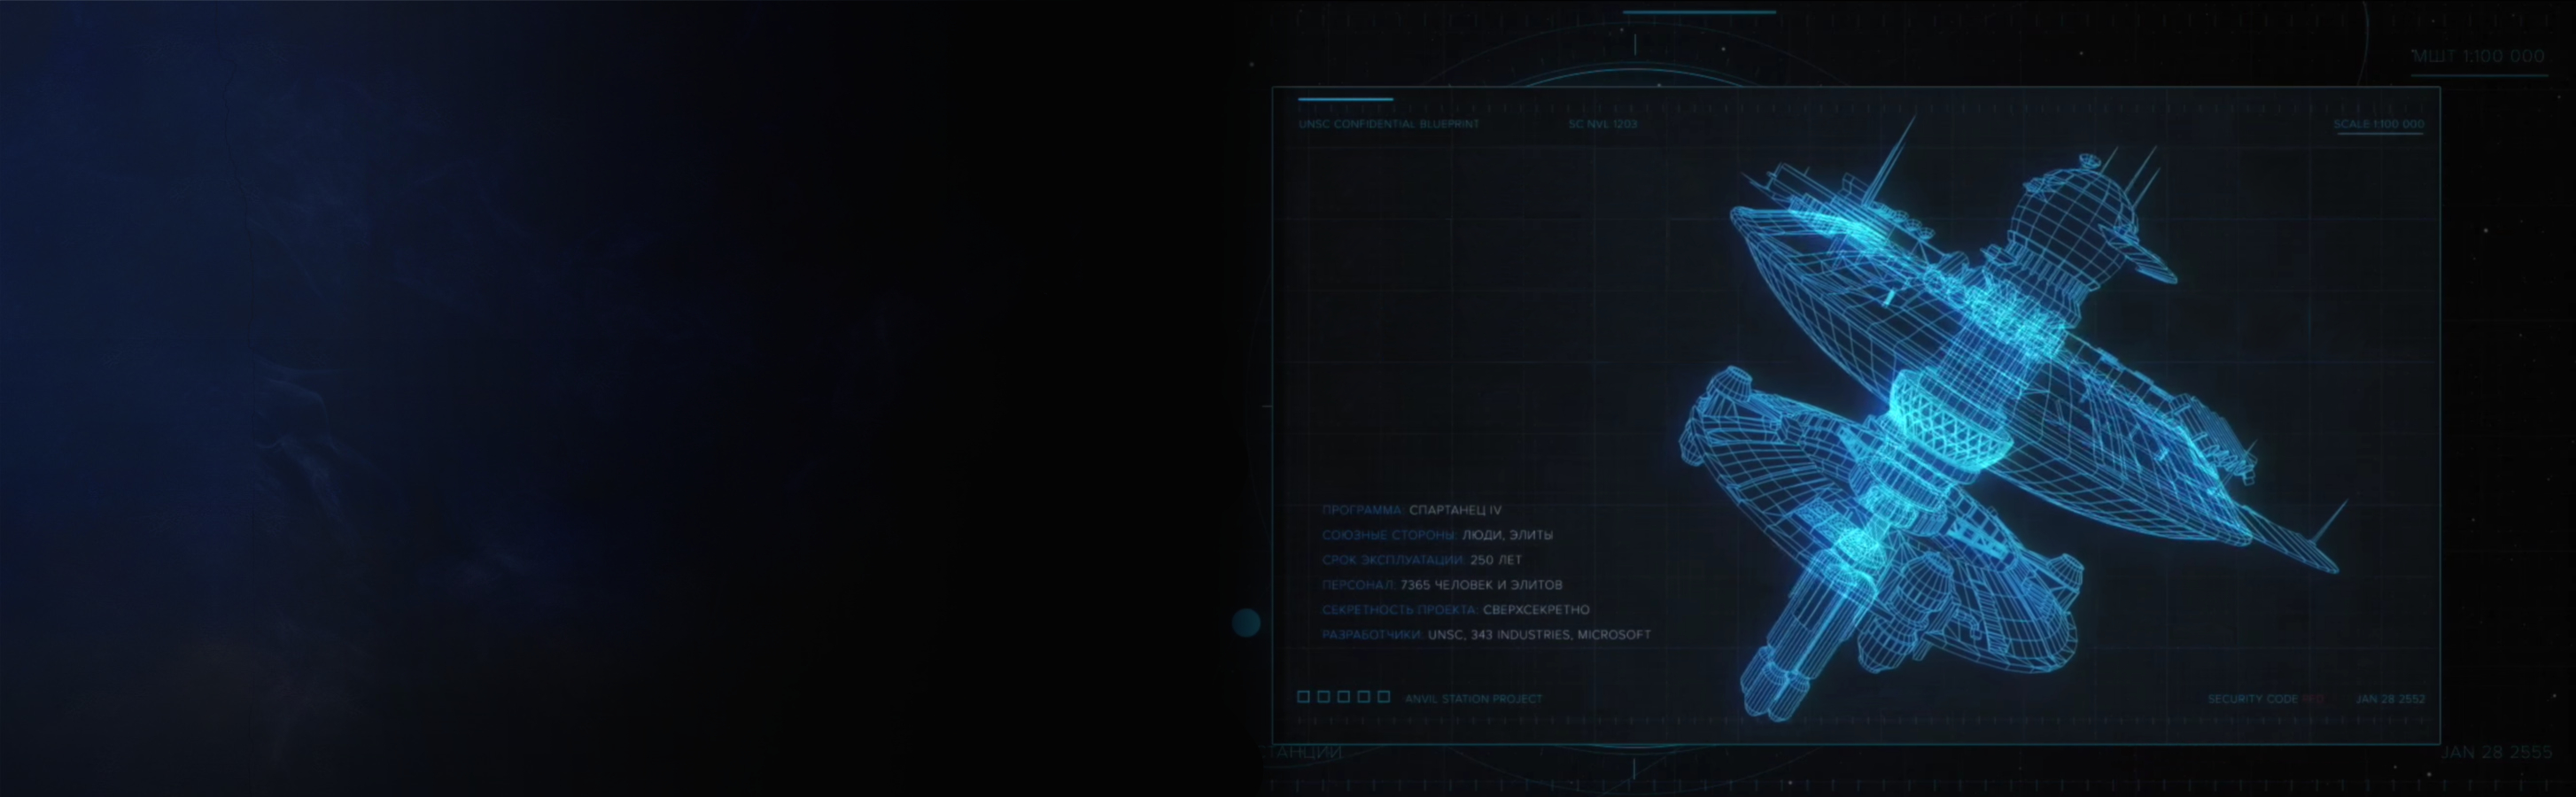 МШТ 1:100 000
UNSC CONFIDENTIAL BLUEPRINT
SC NVL 1203
SCALE 1:100 000
ПРОГРАММА: СПАРТАНЕЦ IV
СОЮЗНЫЕ СТОРОНЫ: ЛЮДИ, ЭЛИТЫ
СРОК ЭКСПЛУАТАЦИИ: 250 ЛЕТ
ПЕРСОНАЛ: 7365 ЧЕЛОВЕК И ЭЛИТОВ
СЕКРЕТНОСТЬ ПРОЕКТА: СВЕРХСЕКРЕТНО
РАЗРАБОТЧИКИ: UNSC, 343 INDUSTRIES, MICROSOFT
ANVIL STATION PROJECT
SECURITY CODE RED
JAN 28 2552
JAN 28 2555